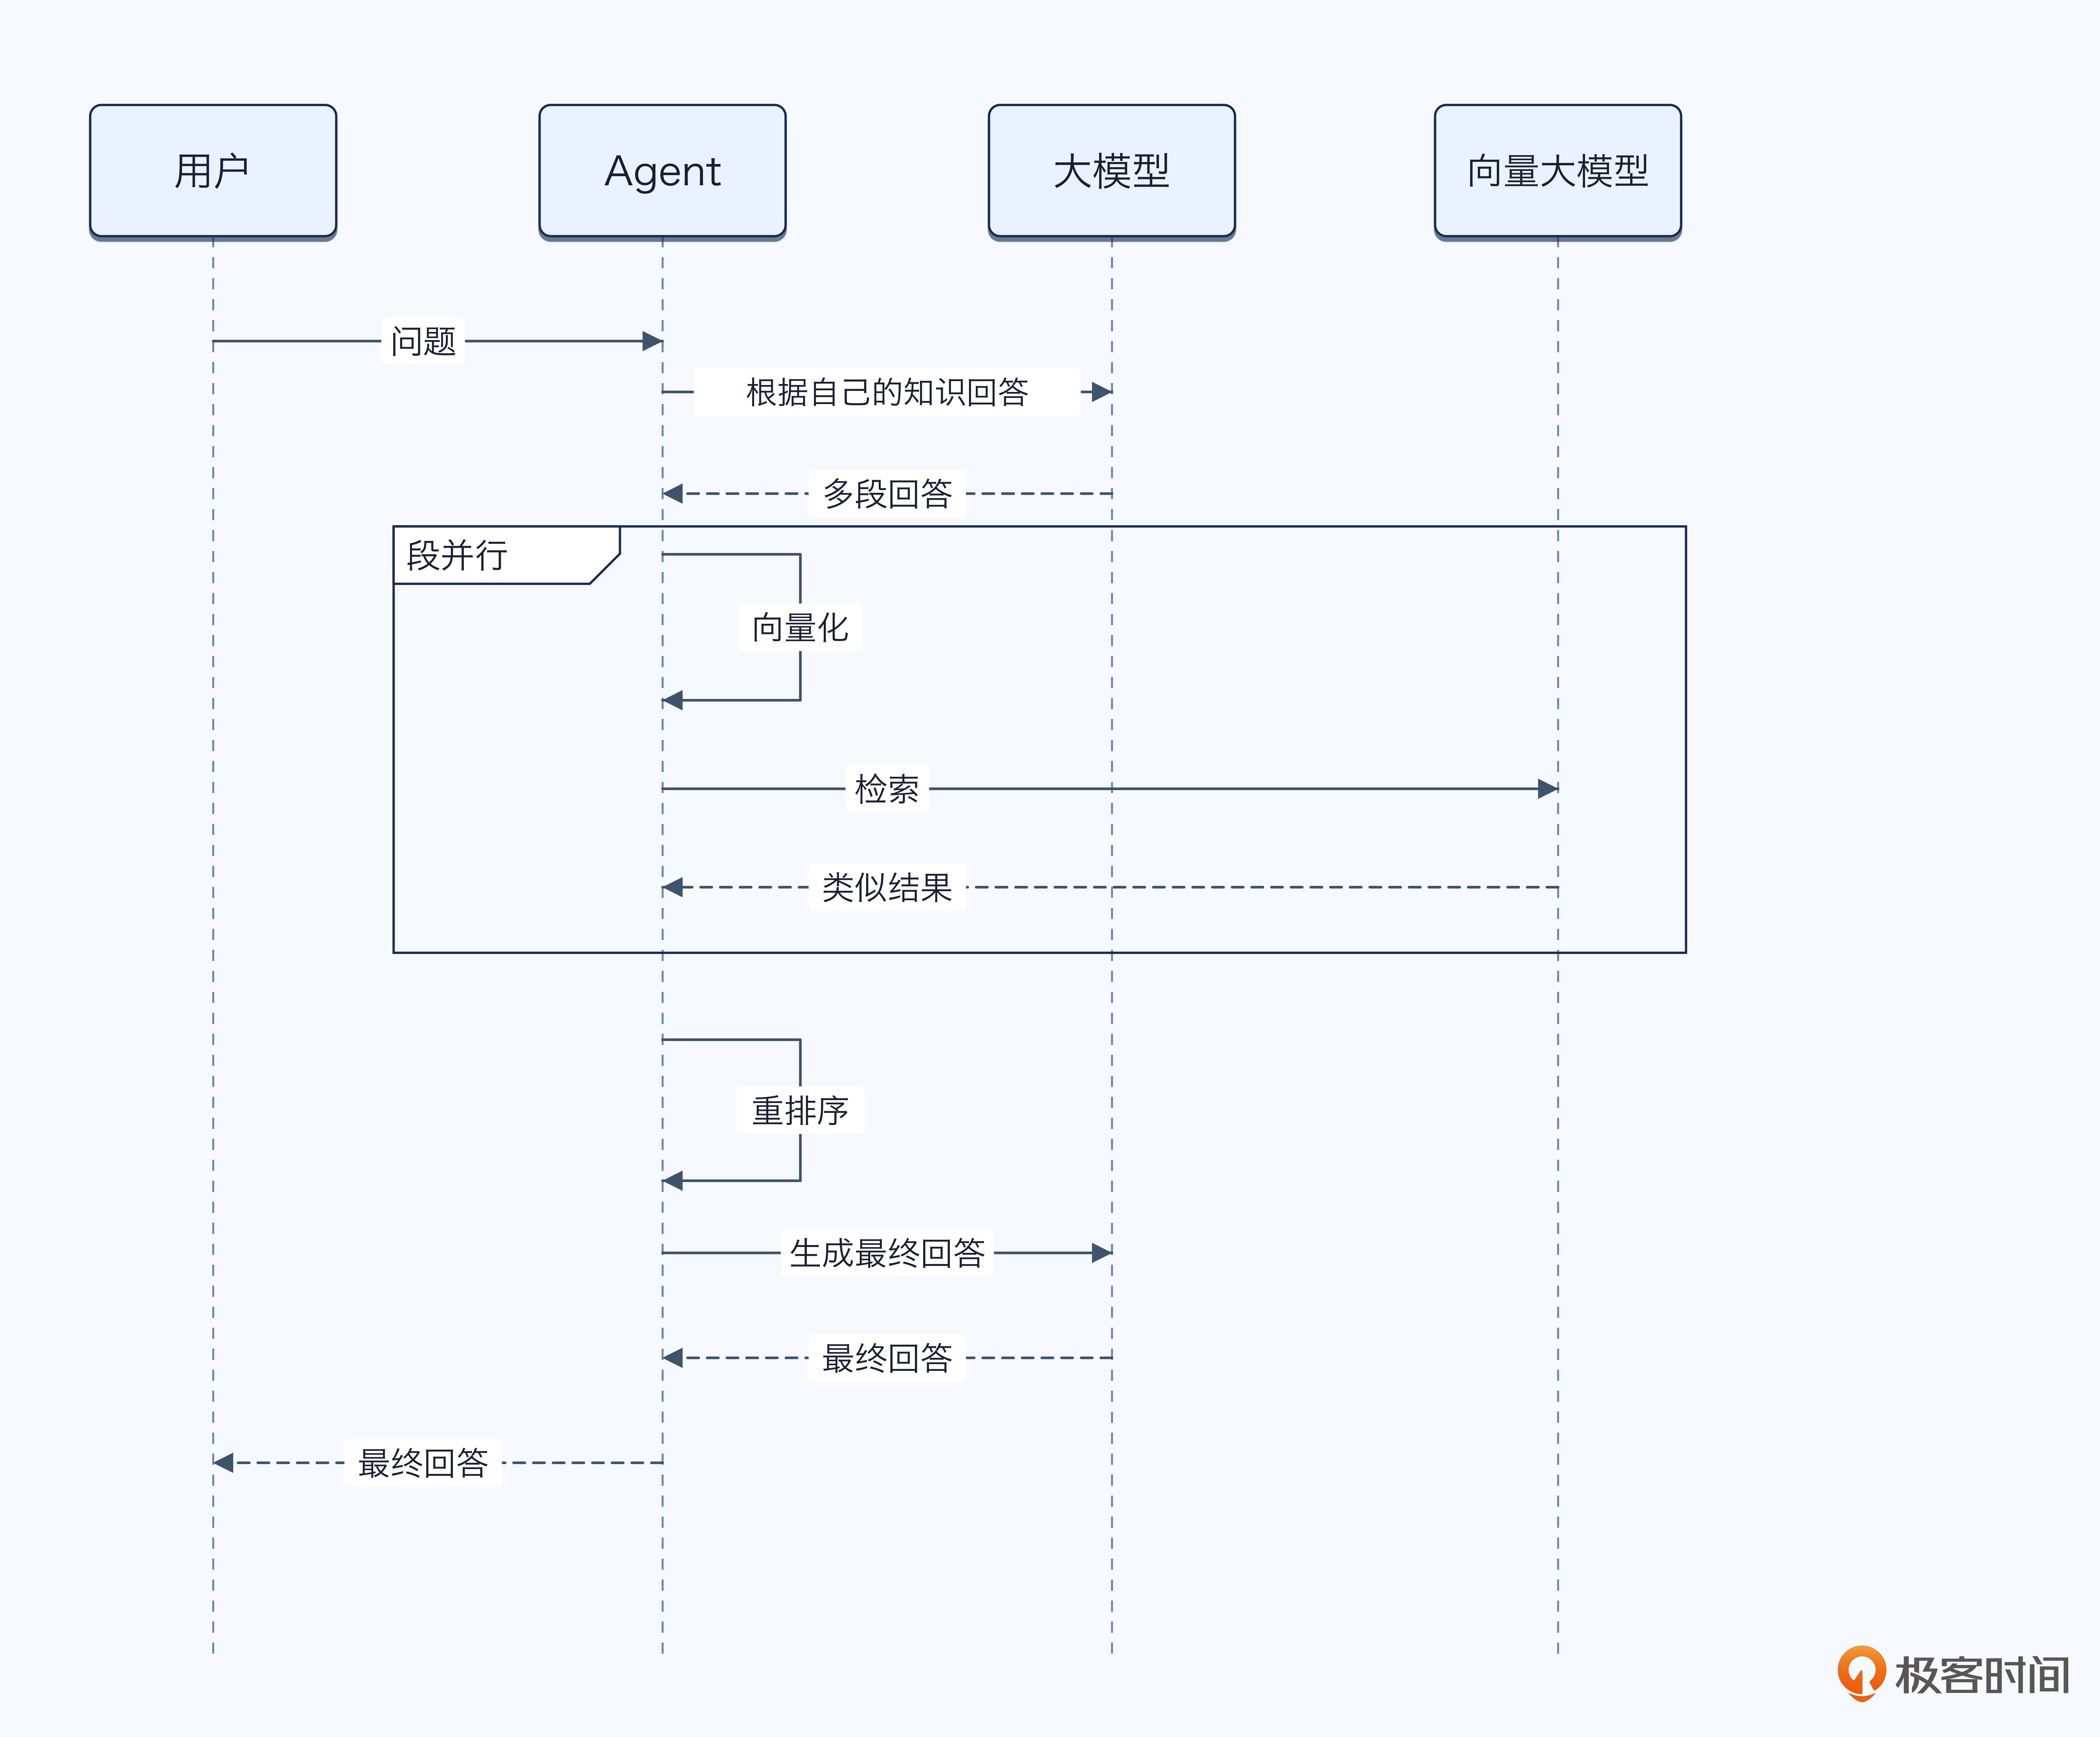 用户
Agent
大模型
向量大模型
问题
根据自己的知识回答
多段回答
段并行
向量化
检索
类似结果
重排序
生成最终回答
最终回答
最终回答
极客时间